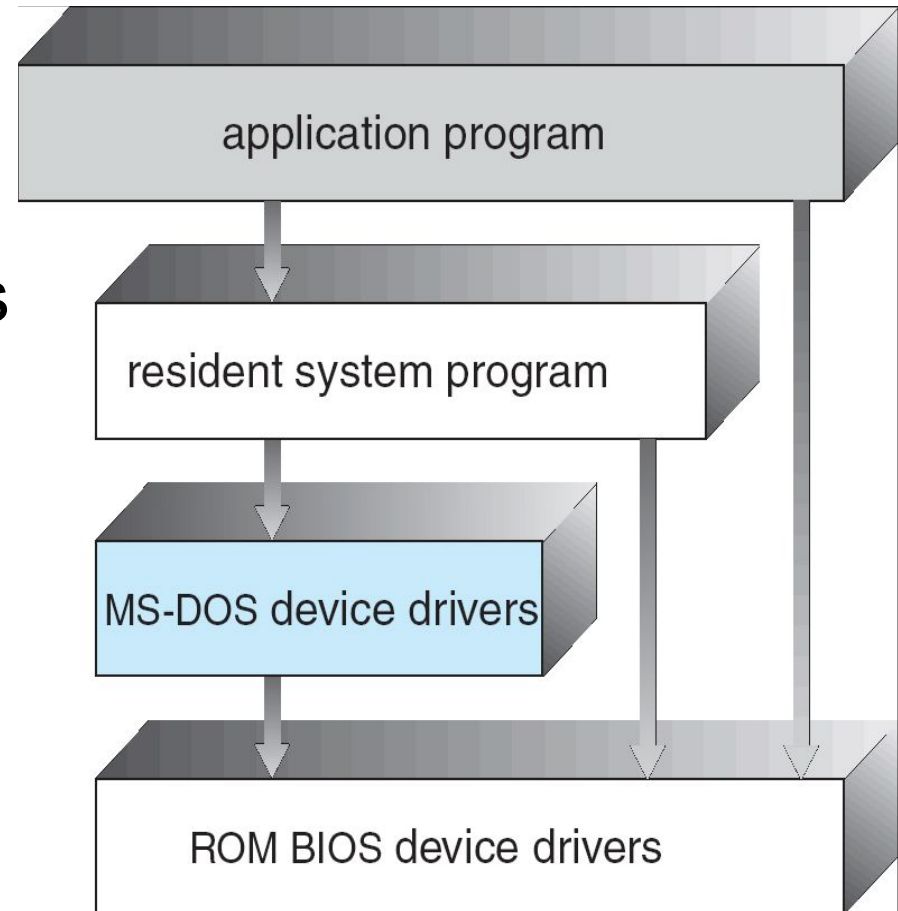 application program
s
resident system program
MS-DOS device drivers
ROM BIOS device drivers